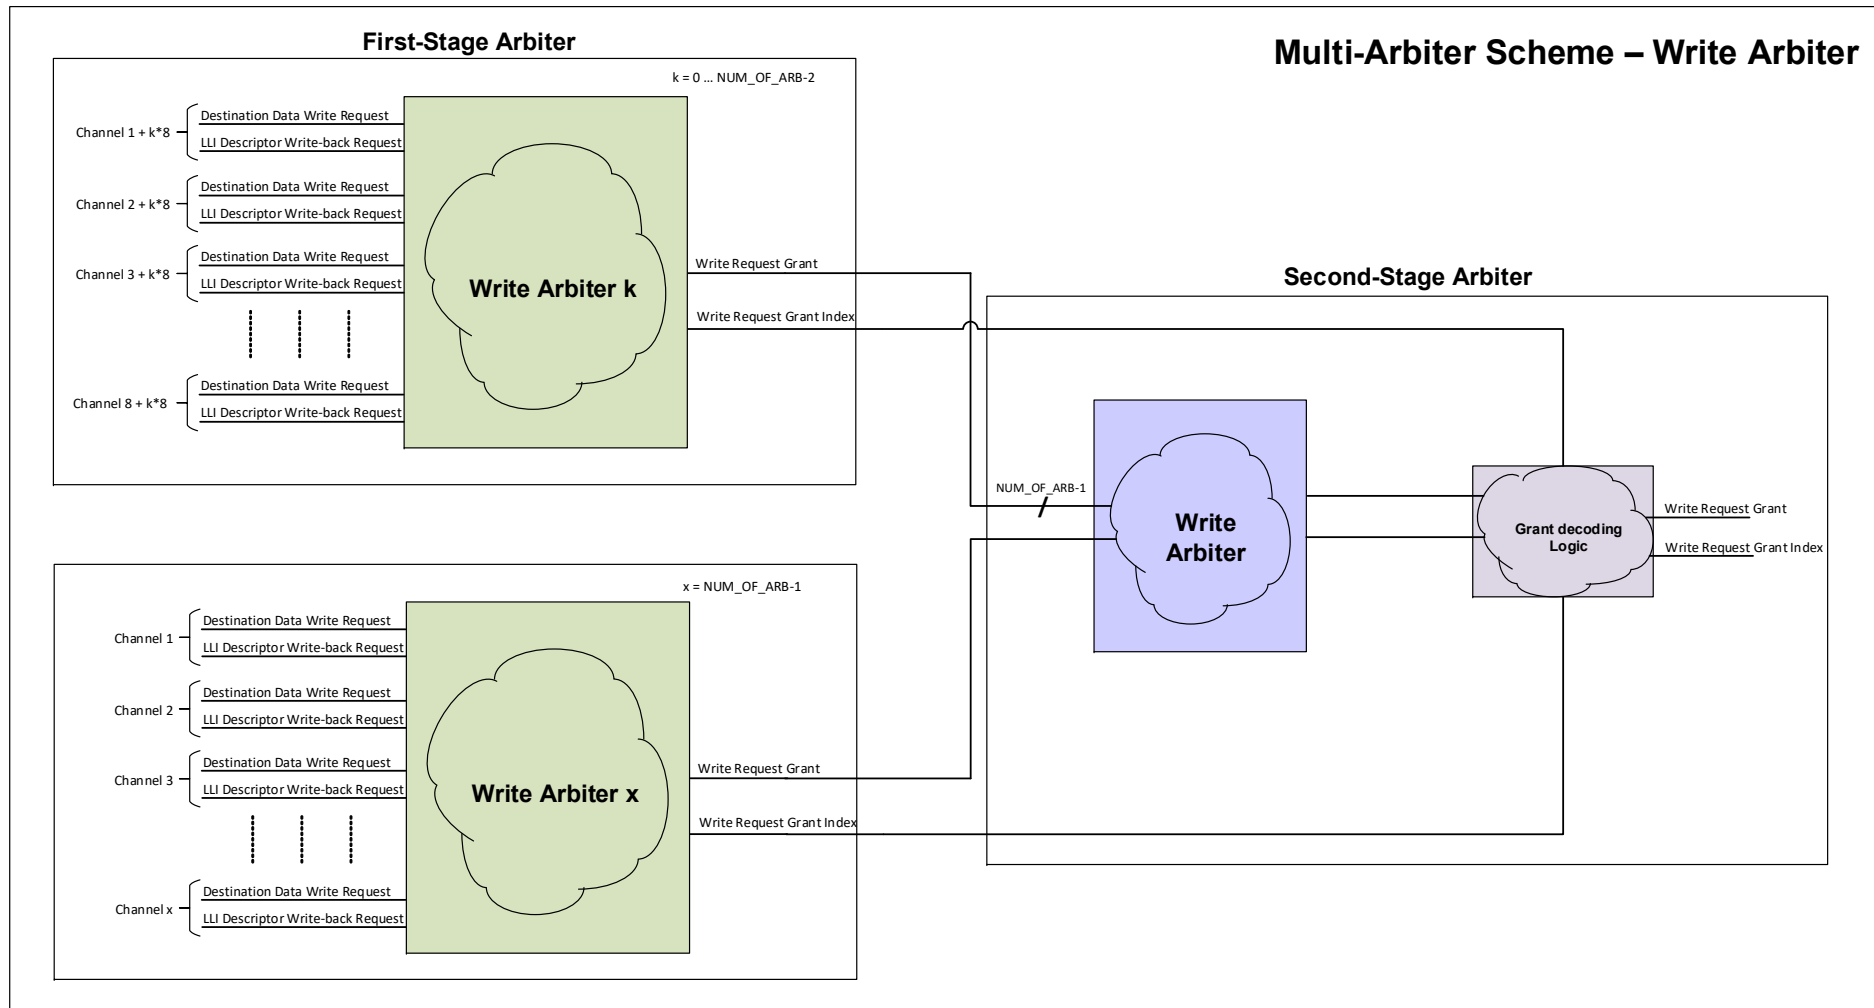 Multi-Arbiter Scheme – Write Arbiter
First-Stage Arbiter
k = 0 ... NUM_OF_ARB-2
Channel 1 + k*8
Destination Data Write Request
LLI Descriptor Write-back Request
Channel 2 + k*8
Destination Data Write Request
LLI Descriptor Write-back Request
Channel 3 + k*8
Destination Data Write Request
LLI Descriptor Write-back Request
Channel 8 + k*8
Destination Data Write Request
LLI Descriptor Write-back Request
Write Arbiter k
Write Request Grant
Write Request Grant Index
x = NUM_OF_ARB-1
Channel 1
Destination Data Write Request
LLI Descriptor Write-back Request
Channel 2
Destination Data Write Request
LLI Descriptor Write-back Request
Channel 3
Destination Data Write Request
LLI Descriptor Write-back Request
Channel x
Destination Data Write Request
LLI Descriptor Write-back Request
Write Arbiter x
Write Request Grant
Write Request Grant Index
Second-Stage Arbiter
NUM_OF_ARB-1
Write
Arbiter
Grant decoding
Logic
Write Request Grant
Write Request Grant Index